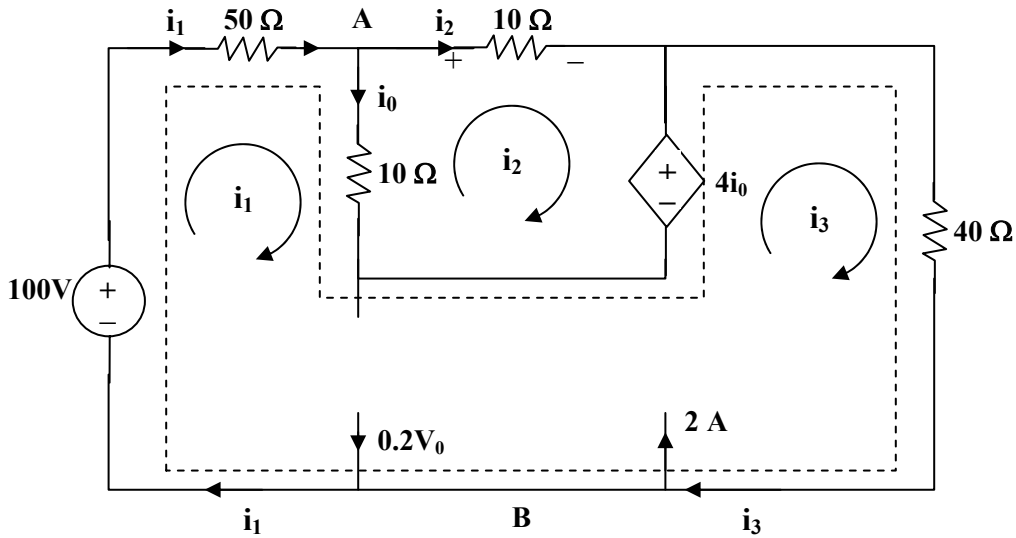 i₁ 50 Ω A i₂ 10 Ω
+ −
i₀
10 Ω
i₁
i₂
+
−
4i₀
i₃
40 Ω
100V
+
−
0.2V₀
2 A
i₁ B i₃